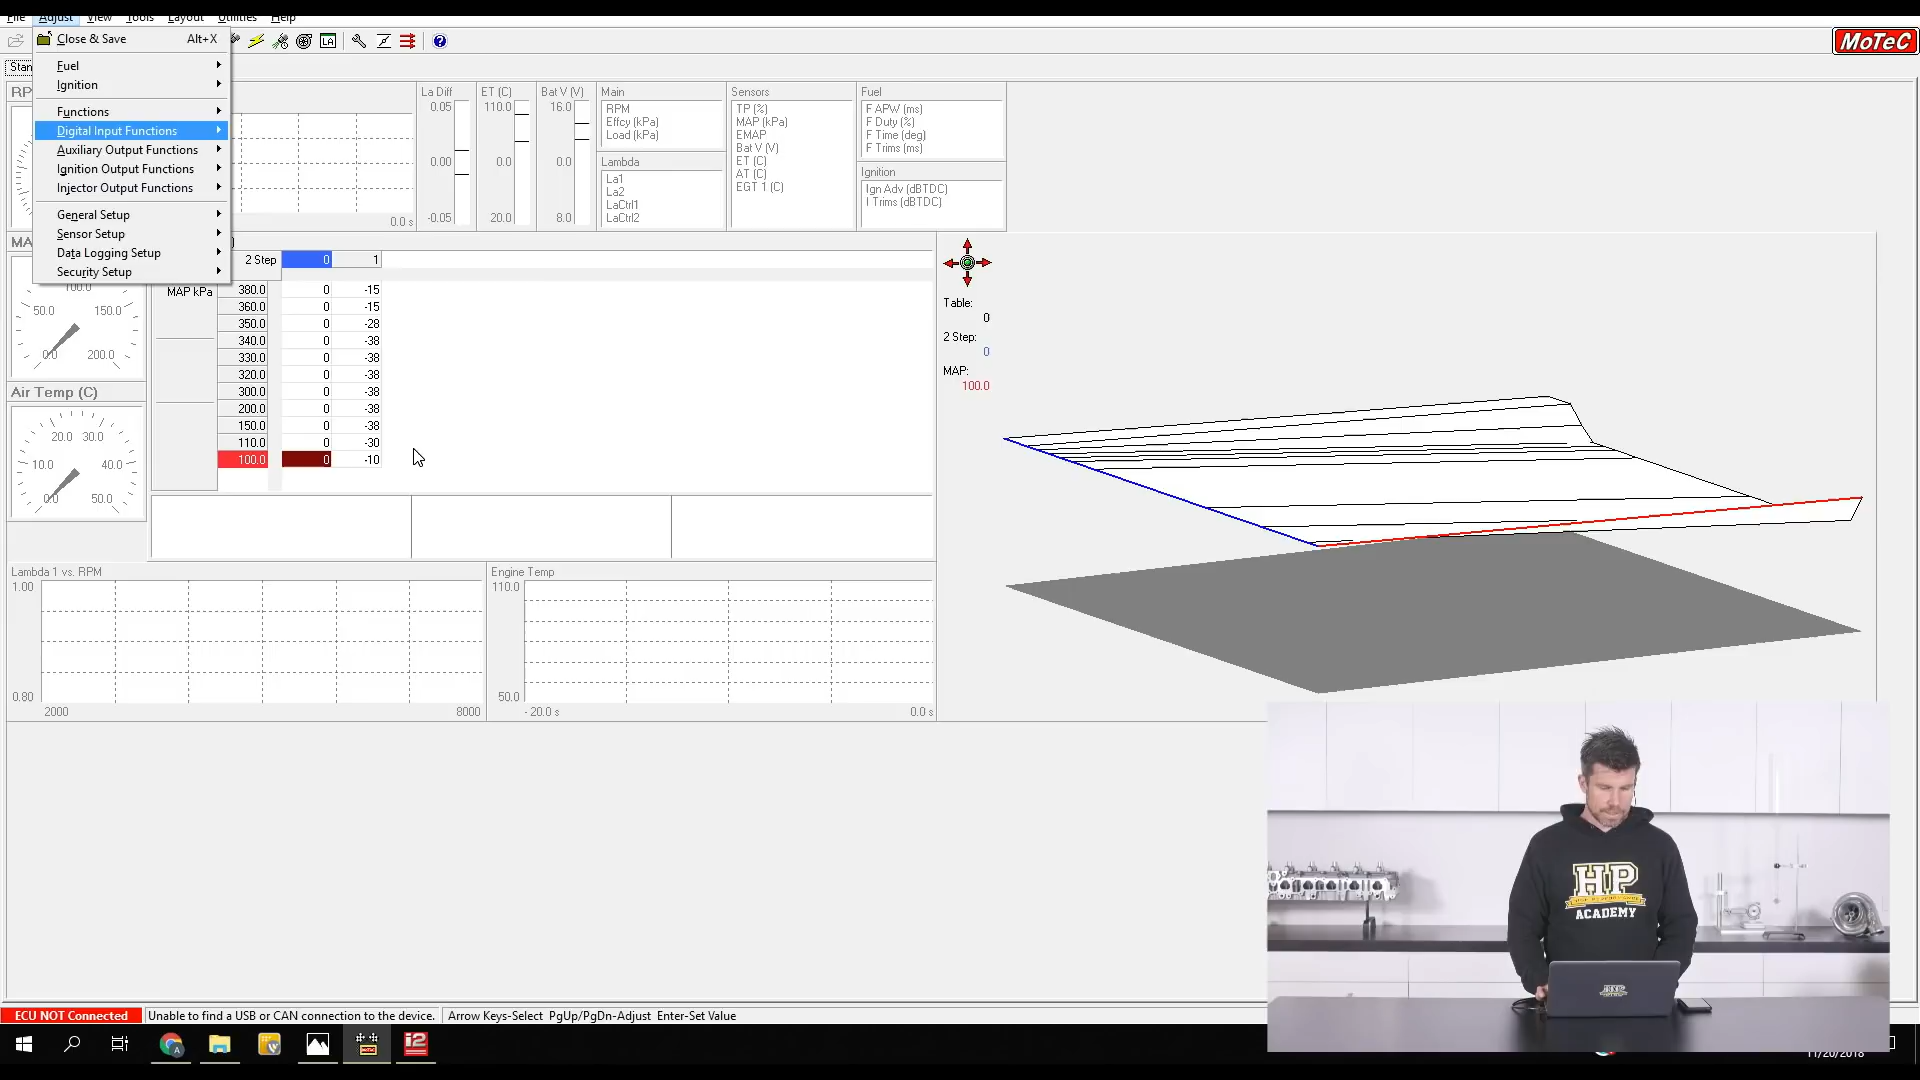 File Adjust View Tools Layout Utilities Help
Close & Save Alt+X
MoTeC
Fuel
Ignition
Functions
Digital Input Functions
Auxiliary Output Functions
Ignition Output Functions
Injector Output Functions
General Setup
Sensor Setup
Data Logging Setup
Security Setup
0.0 s
La Diff
0.05
0.00
-0.05
ET (C)
110.0
0.0
20.0
Bat V (V)
16.0
0.0
8.0
Main
RPM
Effcy (kPa)
Load (kPa)
Lambda
La1
La2
LaCtrl1
LaCtrl2
Sensors
TP (%)
MAP (kPa)
EMAP
Bat V (V)
ET (C)
AT (C)
EGT 1 (C)
Fuel
F APW (ms)
F Duty (%)
F Time (deg)
F Trims (ms)
Ignition
Ign Adv (dBTDC)
I Trims (dBTDC)
100.0
50.0 150.0
0.0 200.0
Air Temp (C)
20.0 30.0
10.0 40.0
0.0 50.0
2 Step 0 1
MAP kPa 380.0 0 -15
360.0 0 -15
350.0 0 -28
340.0 0 -38
330.0 0 -38
320.0 0 -38
300.0 0 -38
200.0 0 -38
150.0 0 -38
110.0 0 -30
100.0 0 -10
Table:
0
2 Step:
0
MAP:
100.0
Lambda 1 vs. RPM
1.00
0.80
2000 8000
Engine Temp
110.0
50.0
- 20.0 s 0.0 s
HP
ACADEMY
ECU NOT Connected Unable to find a USB or CAN connection to the device. Arrow Keys-Select PgUp/PgDn-Adjust Enter-Set Value
11/20/2018